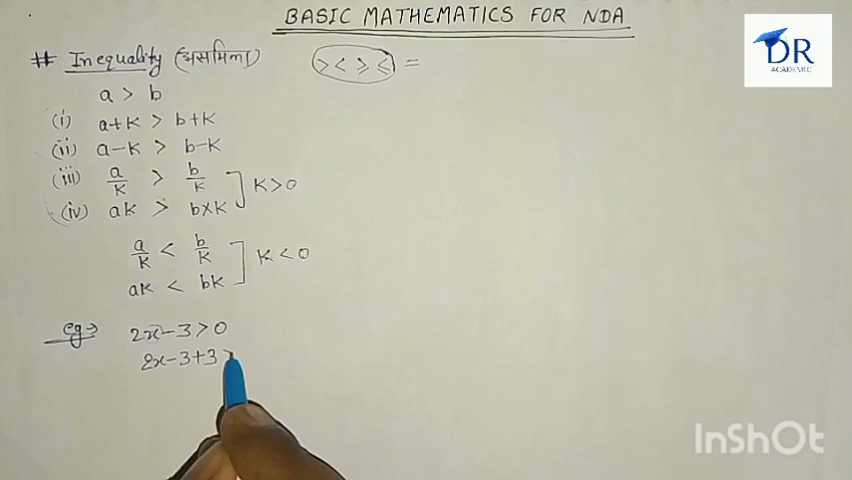 BASIC MATHEMATICS FOR NDA
DR
ACADEMIC
# Inequality (असमिता) > < ⩾ ⩽ =
a > b
(i) a+K > b+K
(ii) a-K > b-K
(iii) a/K > b/K
(iv) aK > b×K
K>0
a/K < b/K
aK < bK
K<0
eg→ 2x-3>0
2x-3+3>
InShOt